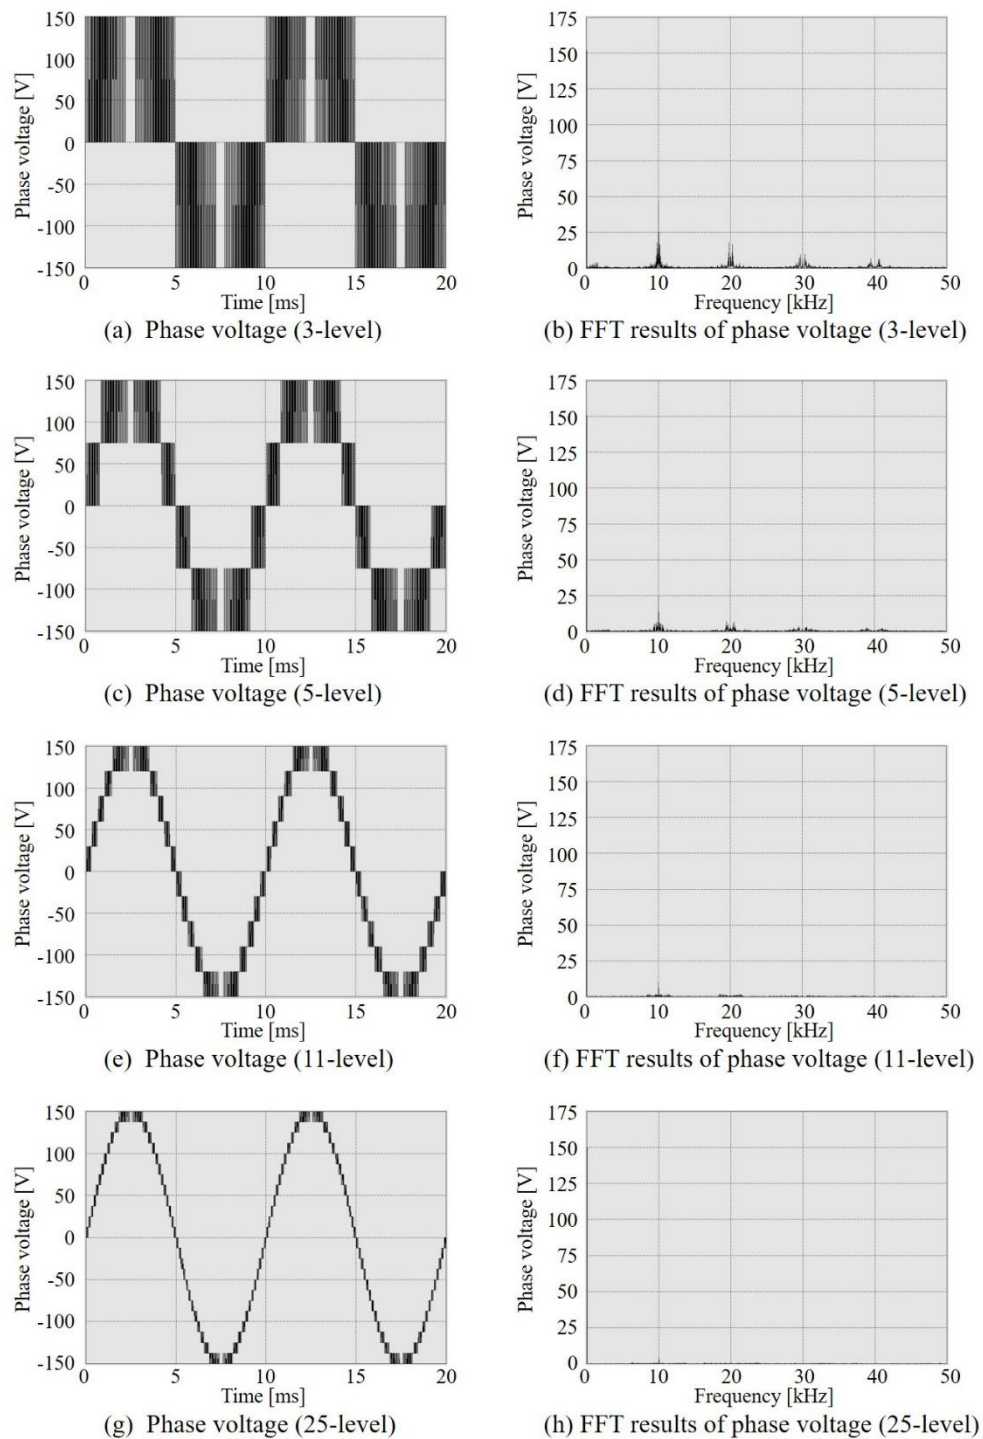 Phase voltage [V]
150
100
50
0
-50
-100
-150
0 5 10 15 20
Time [ms]
(a) Phase voltage (3-level)
Phase voltage [V]
175
150
125
100
75
50
25
0
0 10 20 30 40 50
Frequency [kHz]
(b) FFT results of phase voltage (3-level)
Phase voltage [V]
150
100
50
0
-50
-100
-150
0 5 10 15 20
Time [ms]
(c) Phase voltage (5-level)
Phase voltage [V]
175
150
125
100
75
50
25
0
0 10 20 30 40 50
Frequency [kHz]
(d) FFT results of phase voltage (5-level)
Phase voltage [V]
150
100
50
0
-50
-100
-150
0 5 10 15 20
Time [ms]
(e) Phase voltage (11-level)
Phase voltage [V]
175
150
125
100
75
50
25
0
0 10 20 30 40 50
Frequency [kHz]
(f) FFT results of phase voltage (11-level)
Phase voltage [V]
150
100
50
0
-50
-100
-150
0 5 10 15 20
Time [ms]
(g) Phase voltage (25-level)
Phase voltage [V]
175
150
125
100
75
50
25
0
0 10 20 30 40 50
Frequency [kHz]
(h) FFT results of phase voltage (25-level)